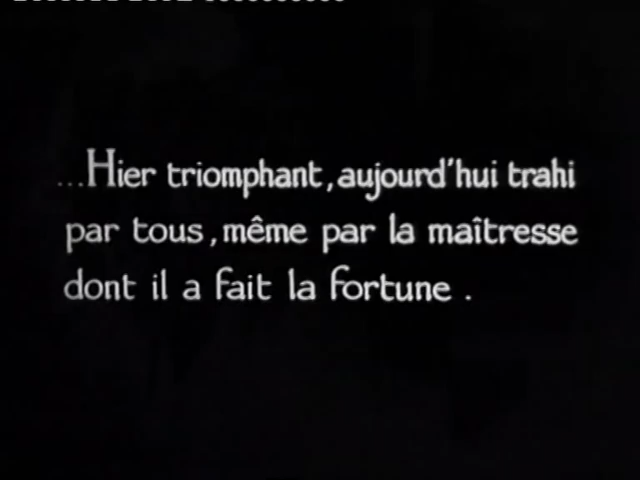 ...Hier triomphant, aujourd'hui trahi
par tous, même par la maîtresse
dont il a fait la fortune.